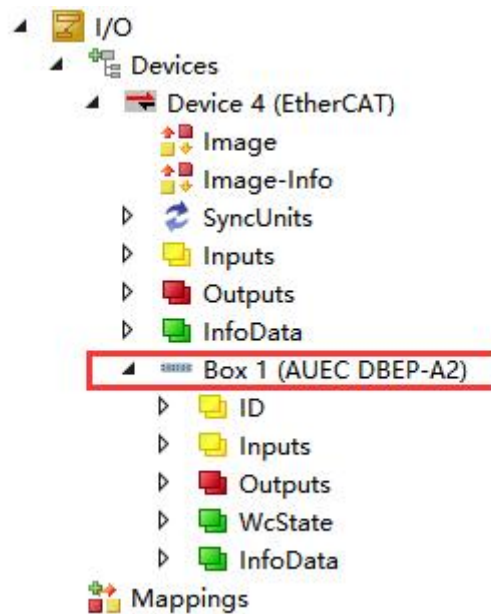 I/O
Devices
Device 4 (EtherCAT)
Image
Image-Info
SyncUnits
Inputs
Outputs
InfoData
Box 1 (AUEC DBEP-A2)
ID
Inputs
Outputs
WcState
InfoData
Mappings